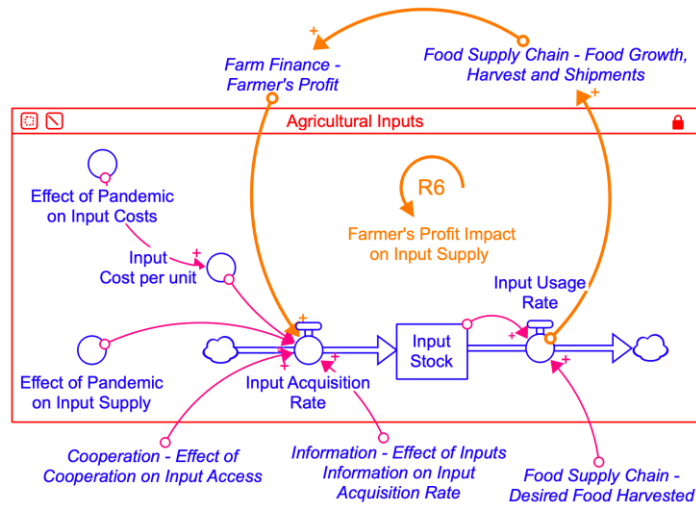 Farm Finance -
Farmer's Profit
Food Supply Chain - Food Growth,
Harvest and Shipments
+
+
Agricultural Inputs
Effect of Pandemic
on Input Costs
R6
Farmer's Profit Impact
on Input Supply
+
Input
Cost per unit
Input Usage
Rate
+
+
Input
Stock
+
+
+
Effect of Pandemic
on Input Supply
Input Acquisition
Rate
Cooperation - Effect of
Cooperation on Input Access
Information - Effect of Inputs
Information on Input
Acquisition Rate
Food Supply Chain -
Desired Food Harvested